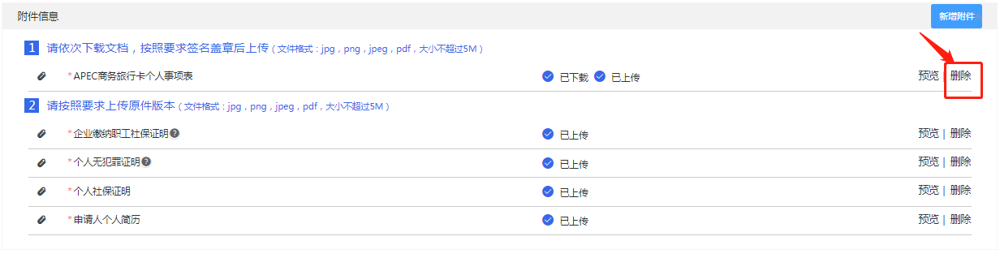 附件信息 新增附件
1 请依次下载文档，按照要求签名盖章后上传（文件格式：jpg，png，jpeg，pdf，大小不超过5M）
*APEC商务旅行卡个人事项表 已下载 已上传 预览 | 删除
2 请按照要求上传原件版本（文件格式：jpg，png，jpeg，pdf，大小不超过5M）
*企业缴纳职工社保证明? 已上传 预览 | 删除
*个人无犯罪证明? 已上传 预览 | 删除
*个人社保证明 已上传 预览 | 删除
*申请人个人简历 已上传 预览 | 删除